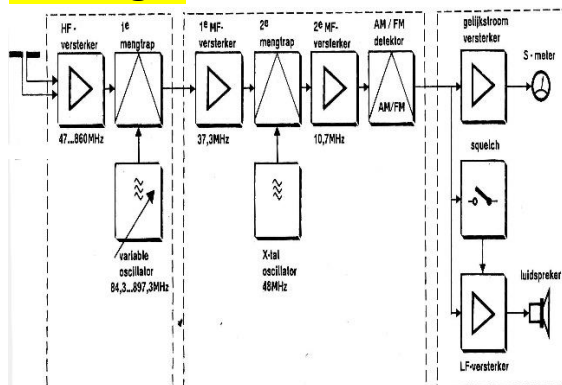 HF-
versterker
1e
mengtrap
1e MF-
versterker
2e
mengtrap
2e MF-
versterker
AM / FM
detektor
gelijkstroom
versterker
S - meter
AM/FM
47...860MHz
37,3MHz
10,7MHz
squelch
variable
oscillator
84,3...897,3MHz
X-tal
oscillator
48MHz
luidspreker
LF-versterker